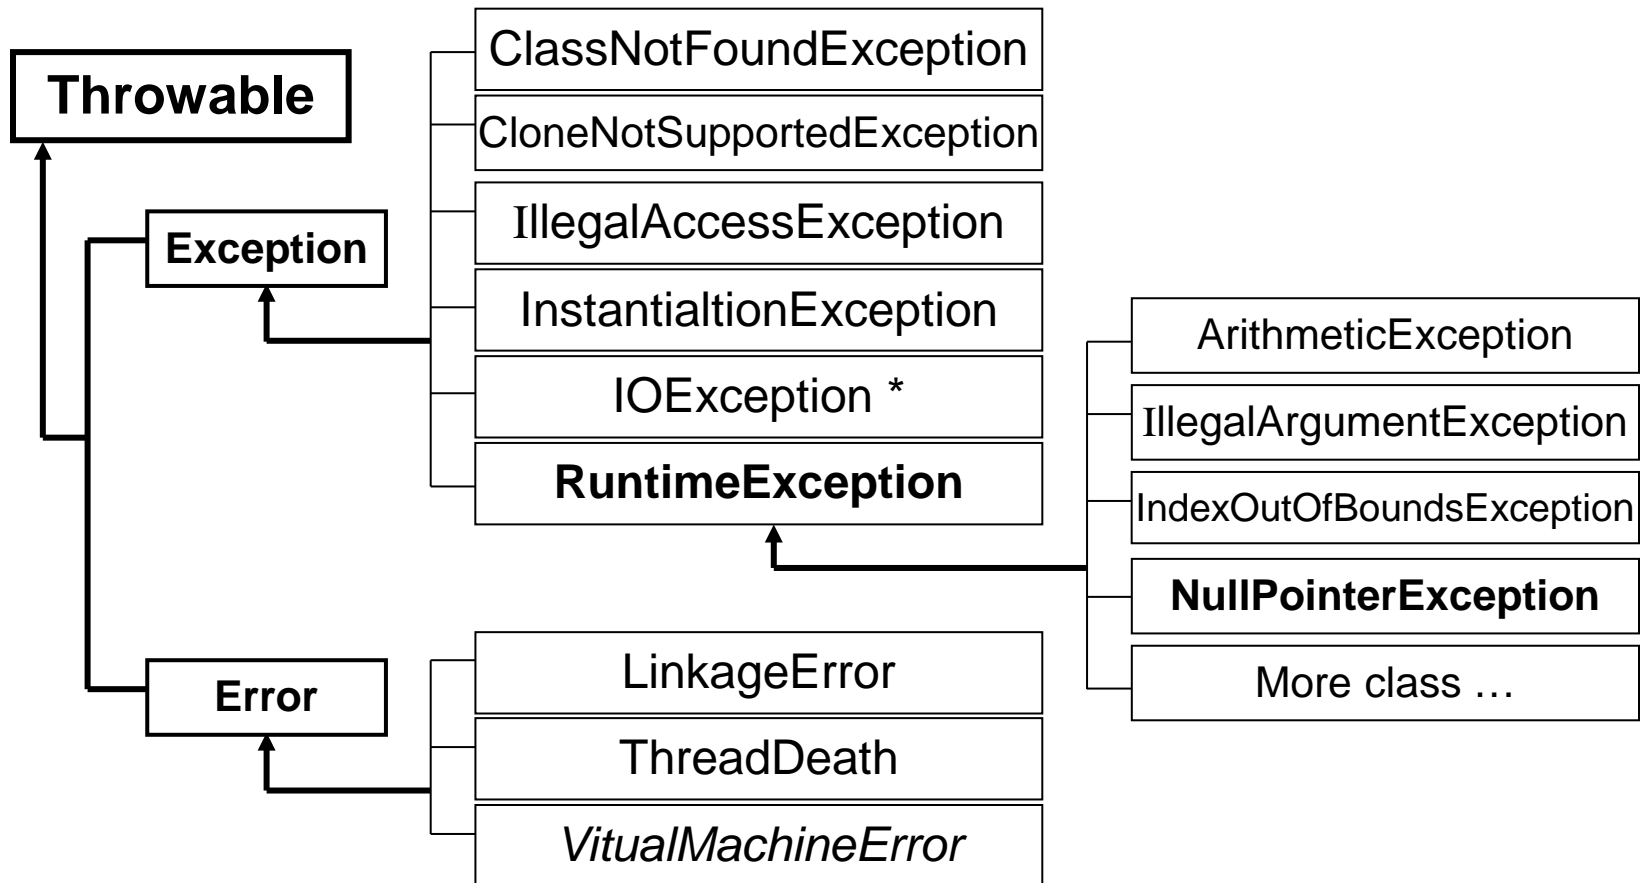 Throwable
Exception
ClassNotFoundException
CloneNotSupportedException
IllegalAccessException
InstantialtionException
IOException *
RuntimeException
ArithmeticException
IllegalArgumentException
IndexOutOfBoundsException
NullPointerException
More class …
Error
LinkageError
ThreadDeath
VitualMachineError